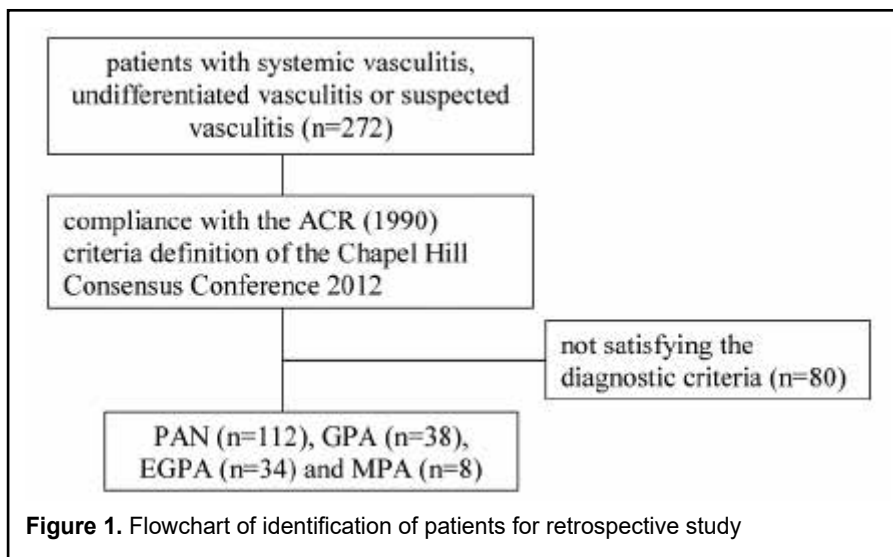 patients with systemic vasculitis,
undifferentiated vasculitis or suspected
vasculitis (n=272)
compliance with the ACR (1990)
criteria definition of the Chapel Hill
Consensus Conference 2012
not satisfying the
diagnostic criteria (n=80)
PAN (n=112), GPA (n=38),
EGPA (n=34) and MPA (n=8)
Figure 1. Flowchart of identification of patients for retrospective study